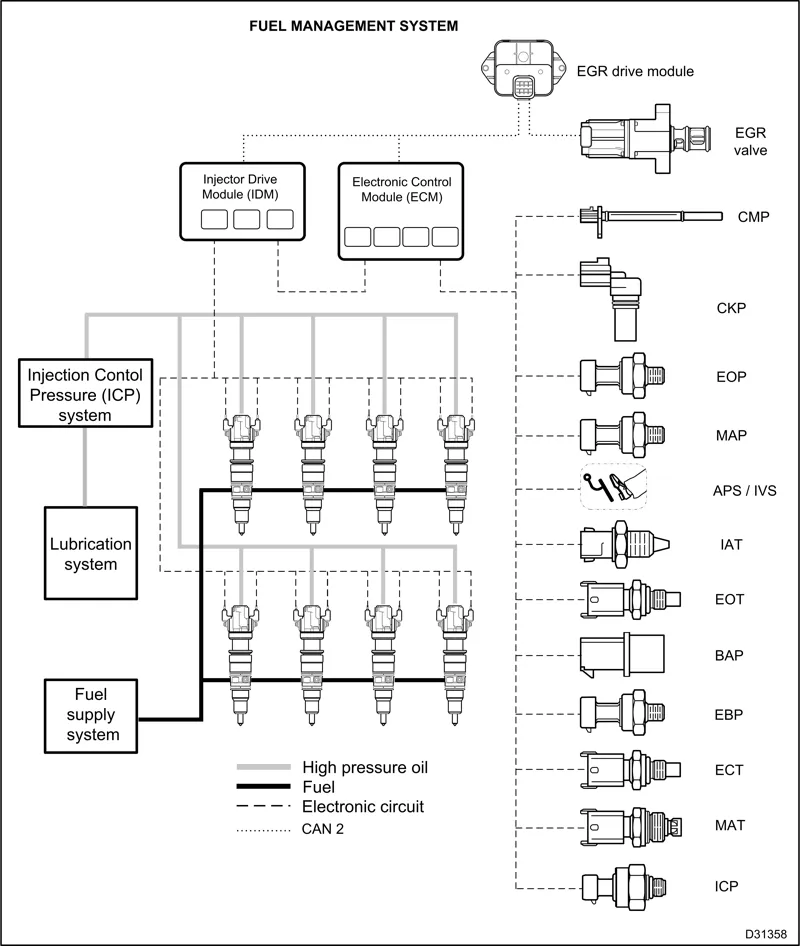 FUEL MANAGEMENT SYSTEM
EGR drive module
EGR
valve
Injector Drive
Module (IDM)
Electronic Control
Module (ECM)
CMP
CKP
Injection Contol
Pressure (ICP)
system
EOP
MAP
APS / IVS
Lubrication
system
IAT
EOT
BAP
Fuel
supply
system
EBP
ECT
High pressure oil
Fuel
Electronic circuit
CAN 2
MAT
ICP
D31358